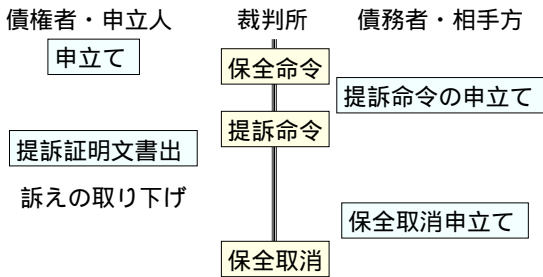 債権者・申立人
裁判所
債務者・相手方
申立て
保全命令
提訴命令の申立て
提訴命令
提訴証明文書出
訴えの取り下げ
保全取消申立て
保全取消